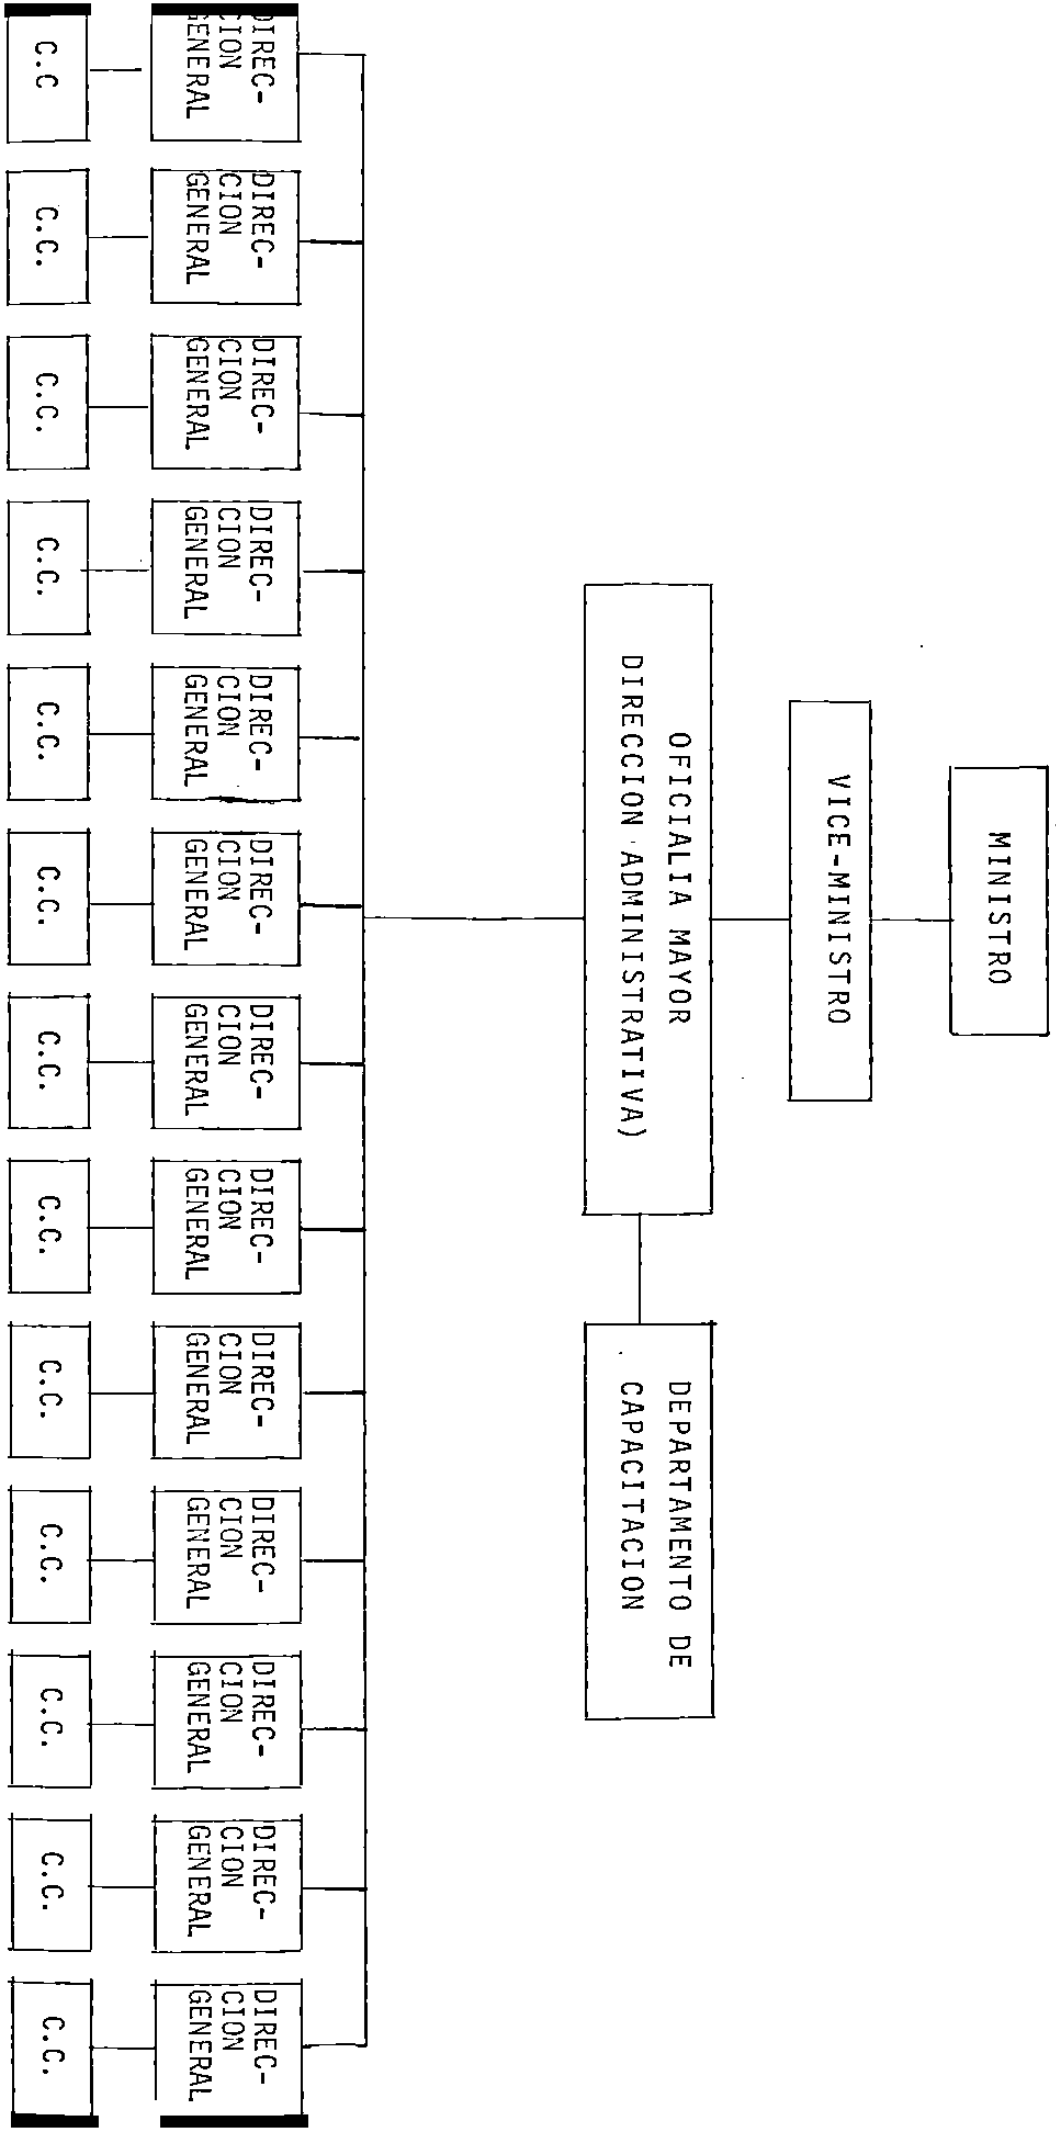 MINISTRO
VICE-MINISTRO
OFICIALIA MAYOR
DIRECCION ADMINISTRATIVA)
DEPARTAMENTO DE
CAPACITACION
DIREC-
CION
GENERAL
DIREC-
CION
GENERAL
DIREC-
CION
GENERAL
DIREC-
CION
GENERAL
DIREC-
CION
GENERAL
DIREC-
CION
GENERAL
DIREC-
CION
GENERAL
DIREC-
CION
GENERAL
DIREC-
CION
GENERAL
DIREC-
CION
GENERAL
DIREC-
CION
GENERAL
DIREC-
CION
GENERAL
DIREC-
CION
GENERAL
C.C
C.C.
C.C.
C.C.
C.C.
C.C.
C.C.
C.C.
C.C.
C.C.
C.C.
C.C.
C.C.